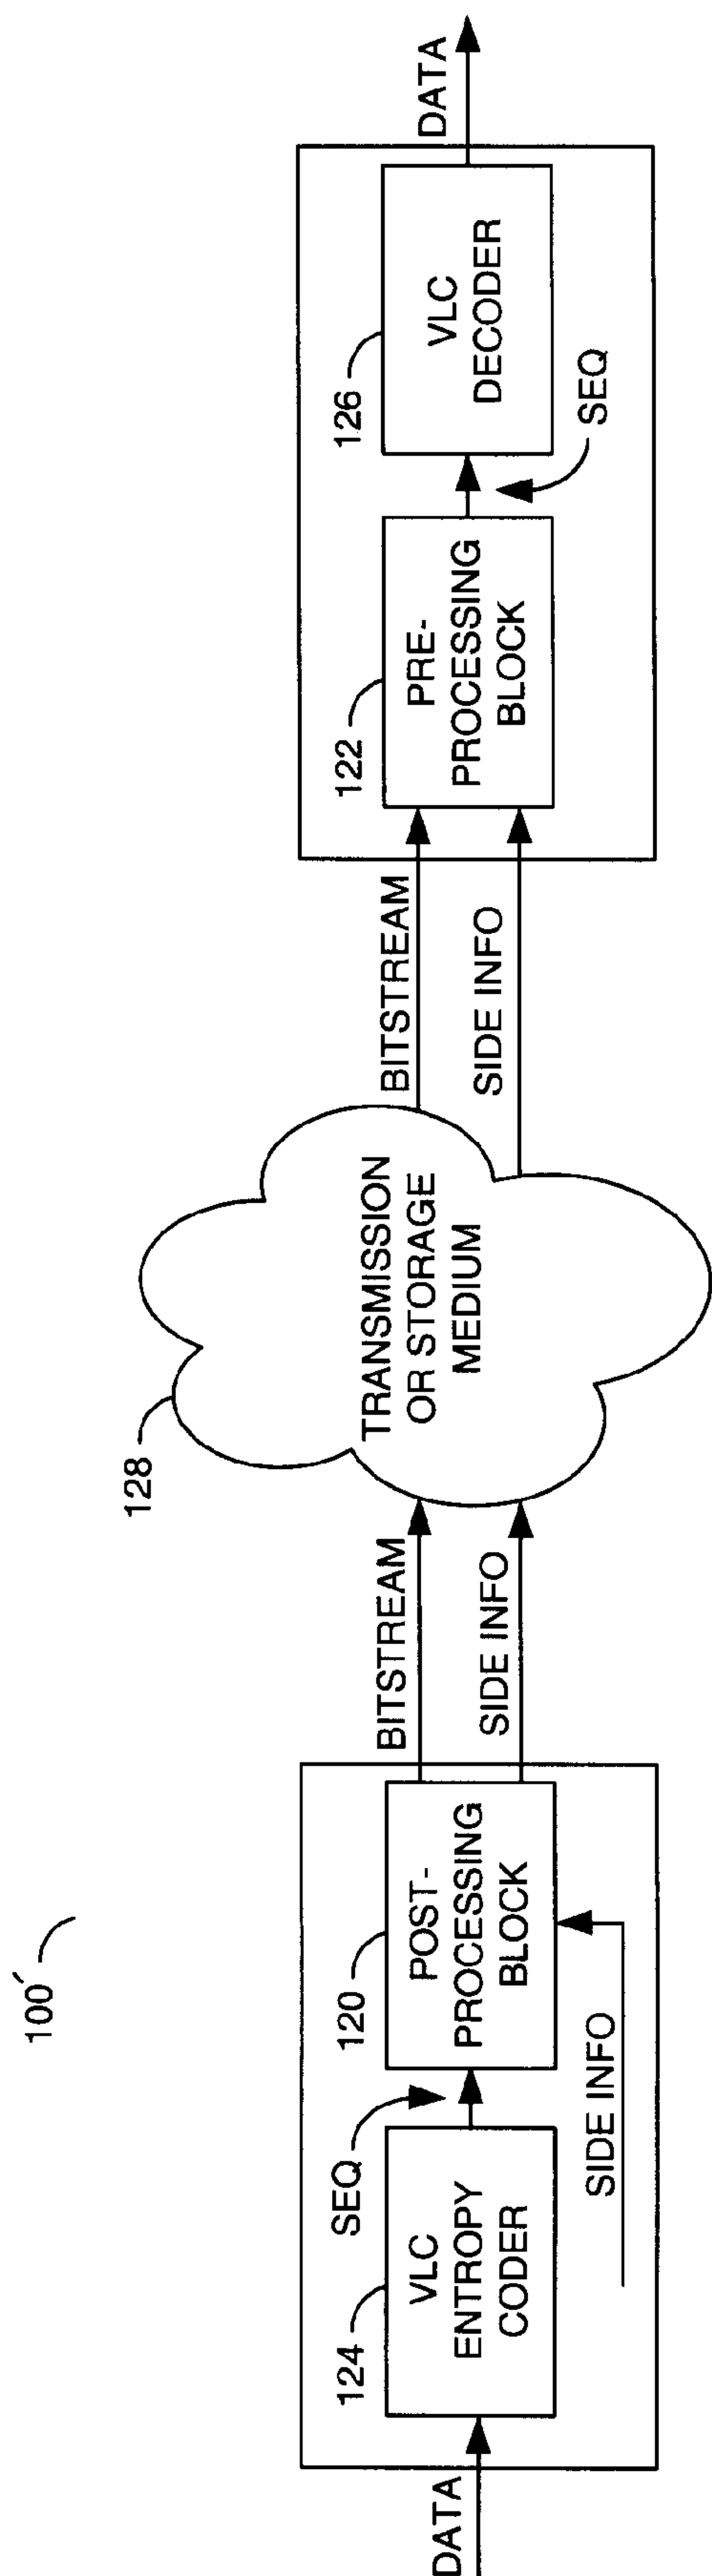 100´
DATA
124
VLC
ENTROPY
CODER
SEQ
120
POST-
PROCESSING
BLOCK
SIDE INFO
BITSTREAM
SIDE INFO
128
TRANSMISSION
OR STORAGE
MEDIUM
BITSTREAM
SIDE INFO
122
PRE-
PROCESSING
BLOCK
SEQ
126
VLC
DECODER
DATA